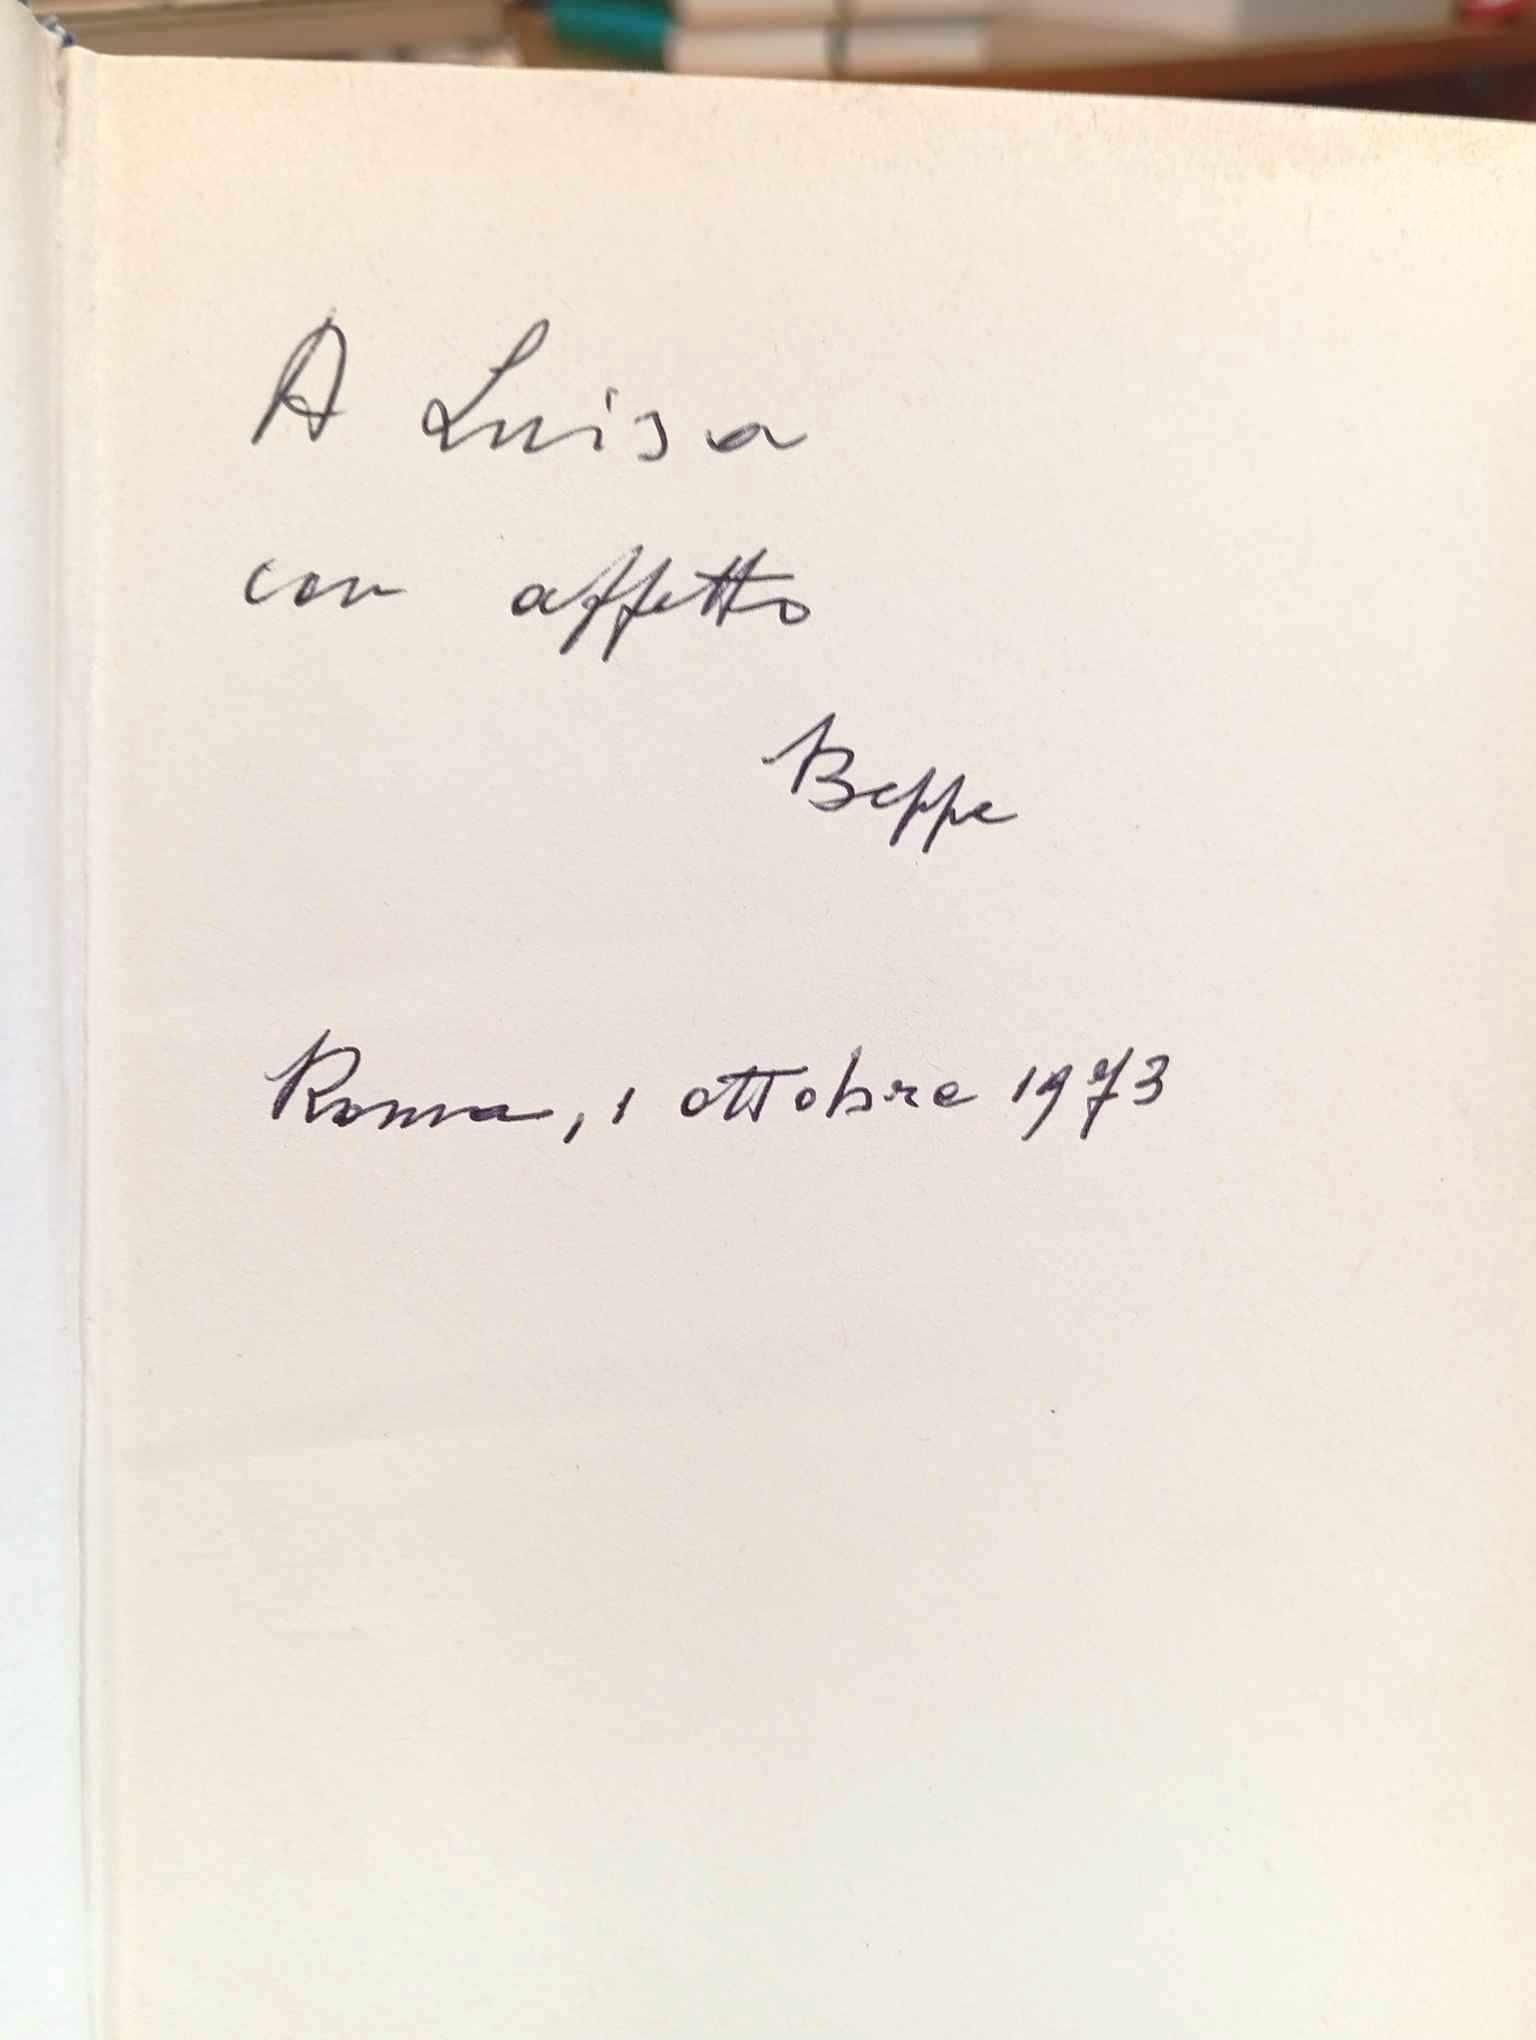 A Luisa
con affetto
Beppe
Roma, 1 ottobre 1973